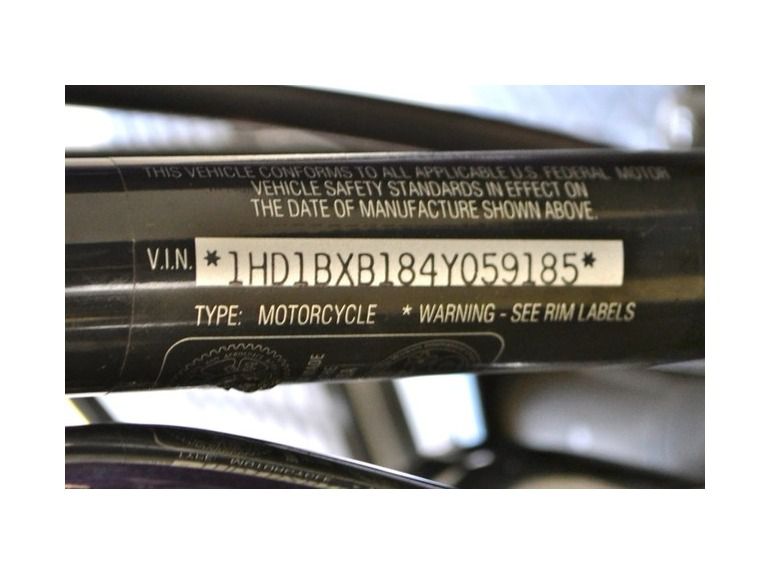 THIS VEHICLE CONFORMS TO ALL APPLICABLE U.S. FEDERAL MOTOR
VEHICLE SAFETY STANDARDS IN EFFECT ON
THE DATE OF MANUFACTURE SHOWN ABOVE.
V.I.N. *1HD1BXB184Y059185*
TYPE: MOTORCYCLE * WARNING - SEE RIM LABELS